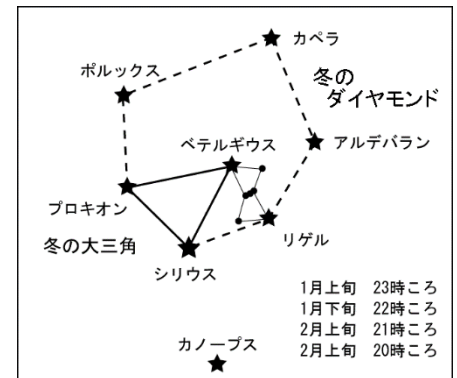 カペラ
ポルックス
冬の
ダイヤモンド
ベテルギウス
アルデバラン
プロキオン
リゲル
冬の大三角
シリウス
1月上旬 23時ころ
1月下旬 22時ころ
2月上旬 21時ころ
2月上旬 20時ころ
カノープス